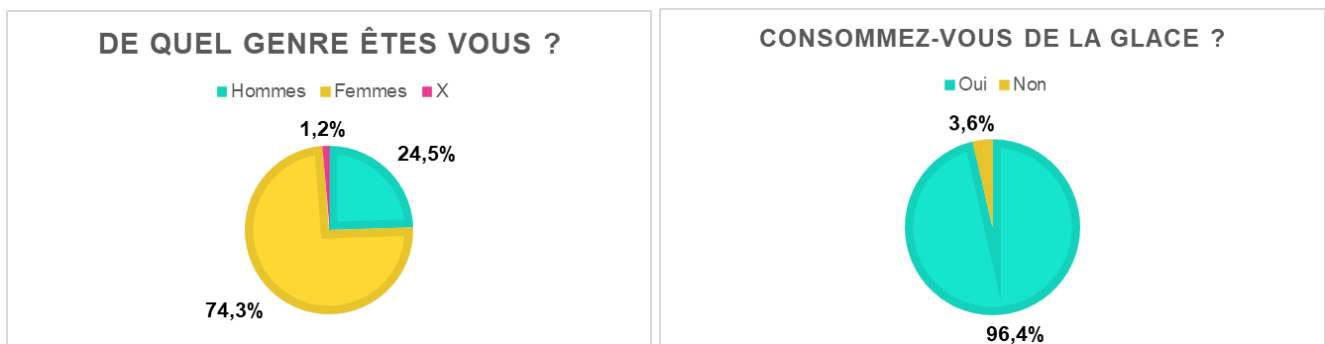 DE QUEL GENRE ÊTES VOUS ?
Hommes Femmes X
1,2%
24,5%
74,3%
CONSOMMEZ-VOUS DE LA GLACE ?
Oui Non
3,6%
96,4%